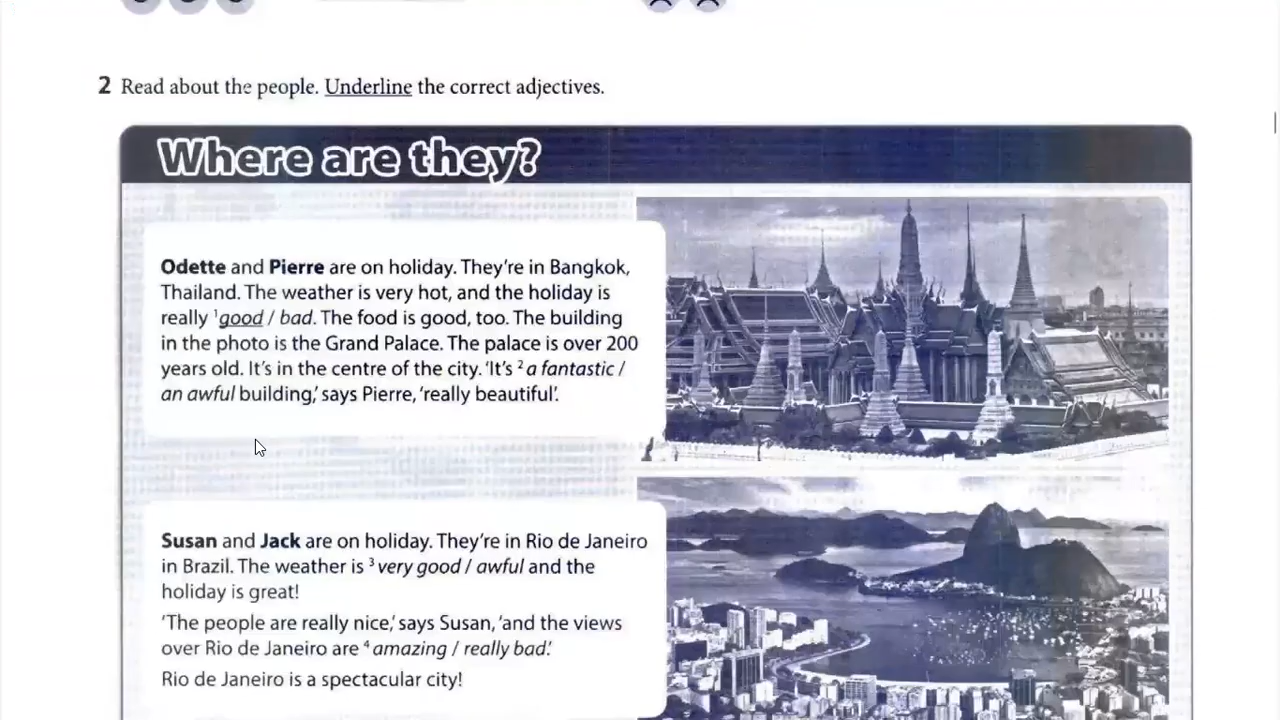 2 Read about the people. Underline the correct adjectives.
Where are they?
Odette and Pierre are on holiday. They're in Bangkok,
Thailand. The weather is very hot, and the holiday is
really ¹good / bad. The food is good, too. The building
in the photo is the Grand Palace. The palace is over 200
years old. It's in the centre of the city. 'It's ²a fantastic /
an awful building,' says Pierre, 'really beautiful'.
Susan and Jack are on holiday. They're in Rio de Janeiro
in Brazil. The weather is ³very good / awful and the
holiday is great!
'The people are really nice,' says Susan, 'and the views
over Rio de Janeiro are ⁴amazing / really bad.'
Rio de Janeiro is a spectacular city!